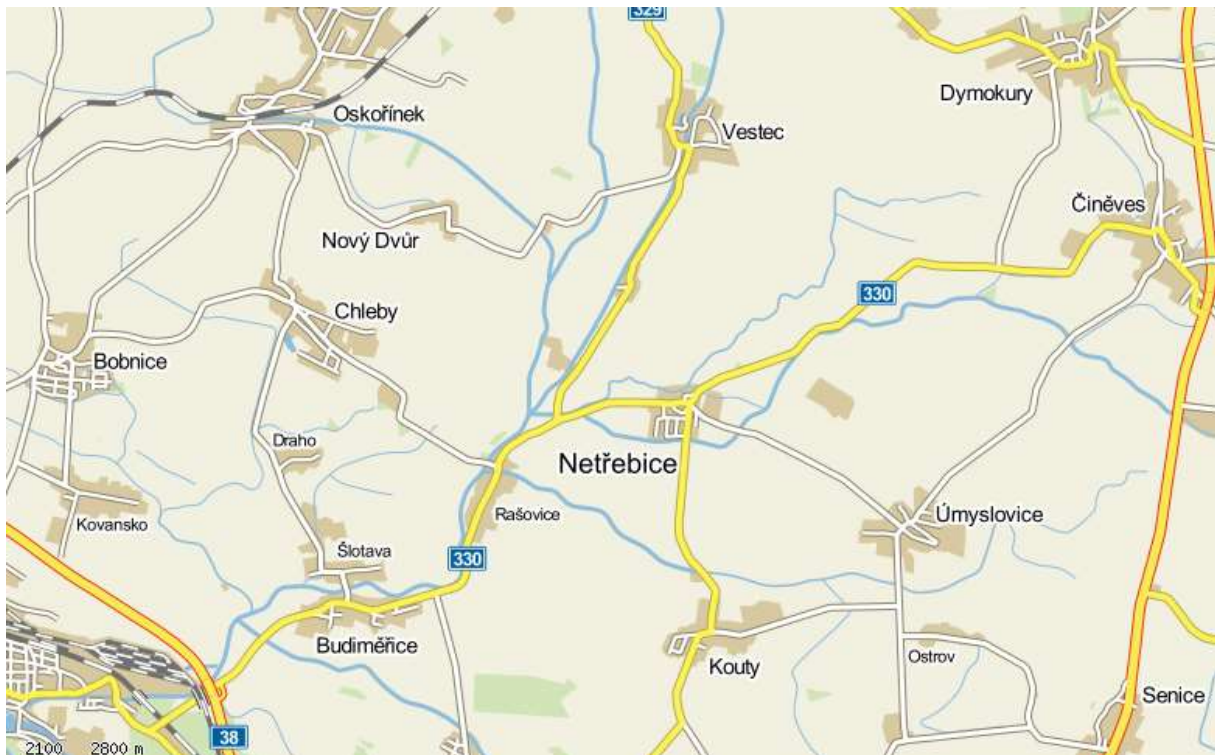 329
Dymokury
Oskořínek
Vestec
Činěves
Nový Dvůr
330
Chleby
Bobnice
Draho
Netřebice
Kovansko
Rašovice
Úmyslovice
Šlotava
330
Budiměřice
Kouty
Ostrov
Senice
38
2100 2800 m